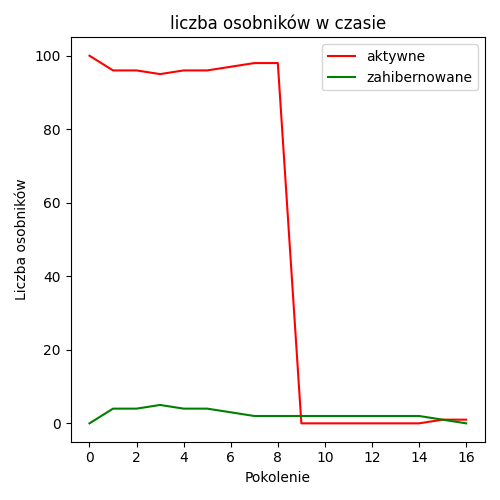 liczba osobników w czasie
aktywne
zahibernowane
Liczba osobników
100
80
60
40
20
0
0 2 4 6 8 10 12 14 16
Pokolenie